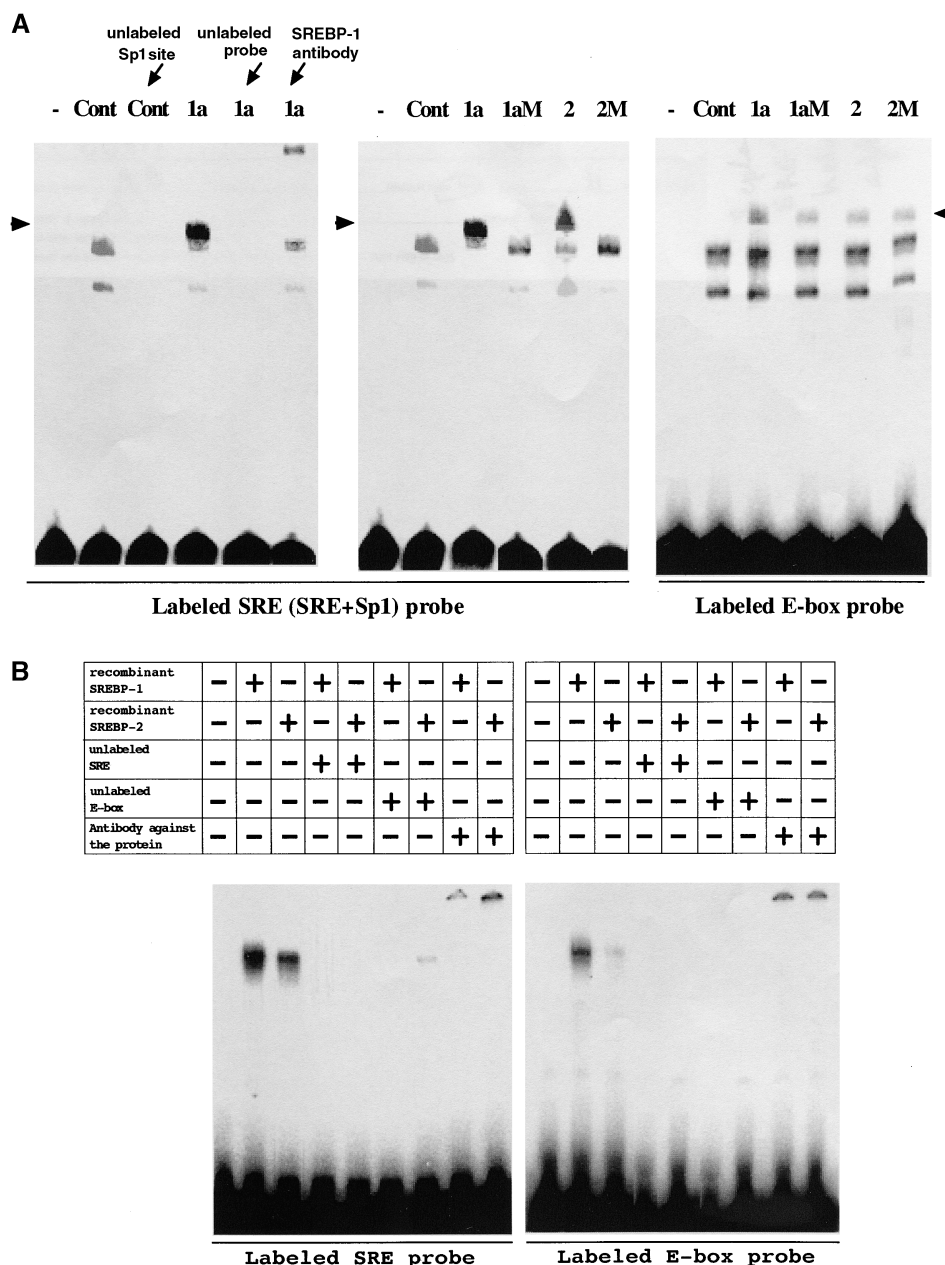 A
unlabeled Sp1 site
unlabeled probe
SREBP-1 antibody
- Cont Cont 1a 1a 1a
- Cont 1a 1aM 2 2M
- Cont 1a 1aM 2 2M
Labeled SRE (SRE+Sp1) probe
Labeled E-box probe
B
recombinant SREBP-1 − + − + − + − + − − + − + − + − + −
recombinant SREBP-2 − − + − + − + − + − − + − + − + − +
unlabeled SRE − − − + + − − − − − − − + + − − − −
unlabeled E-box − − − − − + + − − − − − − − + + − −
Antibody against the protein − − − − − − − + + − − − − − − − + +
Labeled SRE probe
Labeled E-box probe